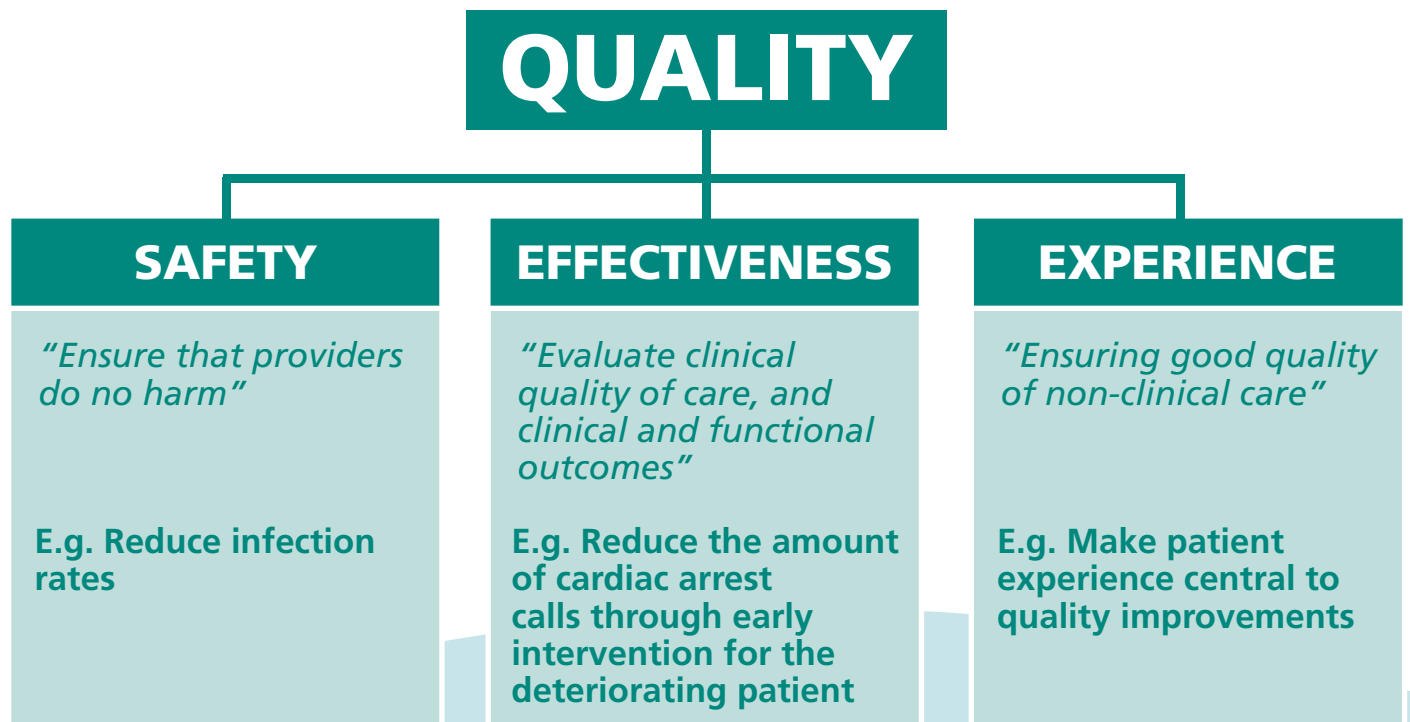 QUALITY
SAFETY
“Ensure that providers
do no harm”
E.g. Reduce infection
rates
EFFECTIVENESS
“Evaluate clinical
quality of care, and
clinical and functional
outcomes”
E.g. Reduce the amount
of cardiac arrest
calls through early
intervention for the
deteriorating patient
EXPERIENCE
“Ensuring good quality
of non-clinical care”
E.g. Make patient
experience central to
quality improvements